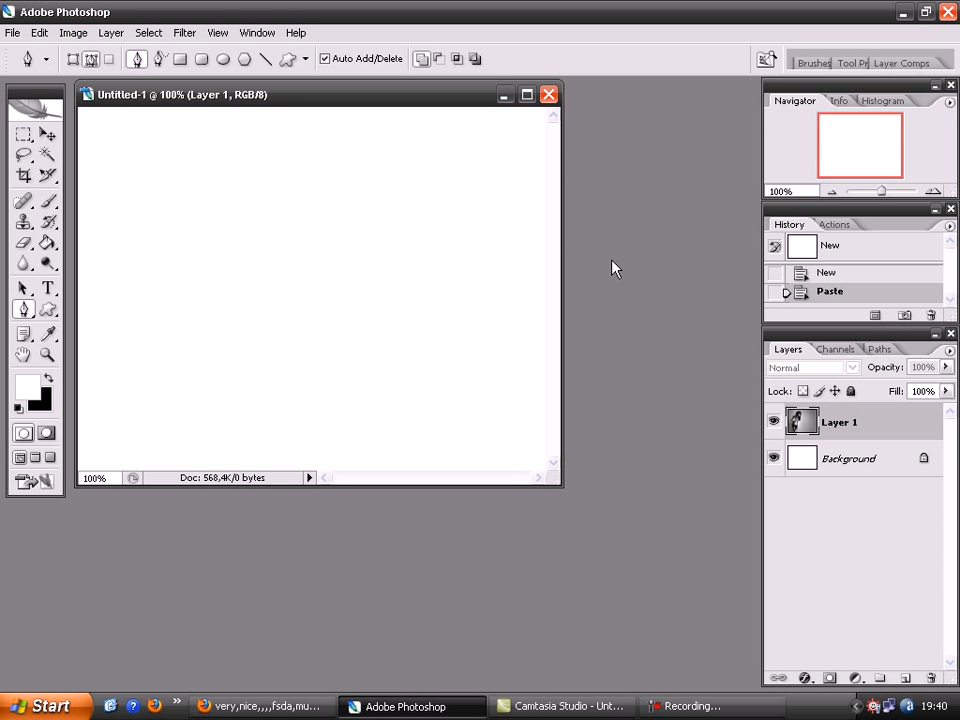 Adobe Photoshop
File Edit Image Layer Select Filter View Window Help
Auto Add/Delete
Brushes Tool Pr Layer Comps
Untitled-1 @ 100% (Layer 1, RGB/8)
Navigator Info Histogram
100%
History Actions
New
New
Paste
Layers Channels Paths
Normal Opacity: 100%
Lock: Fill: 100%
Layer 1
Background
100% Doc: 568,4K/0 bytes
Start very,nice,,,,fsda,mu... Adobe Photoshop Camtasia Studio - Unt... Recording... 19:40